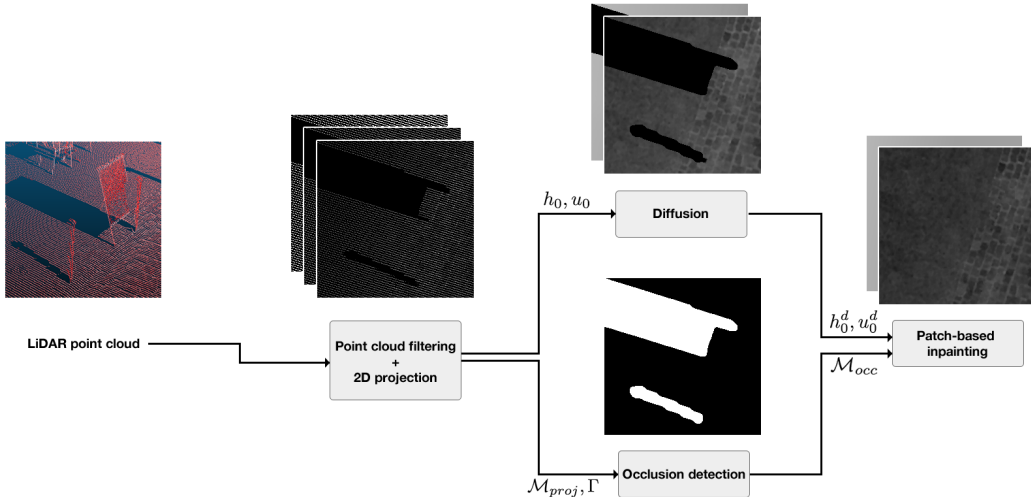 h₀, u₀
Diffusion
LiDAR point cloud
Point cloud filtering
+
2D projection
h₀ᵈ, u₀ᵈ
ℳₒcc
Patch-based
inpainting
ℳₚᵣₒⱼ, Γ
Occlusion detection